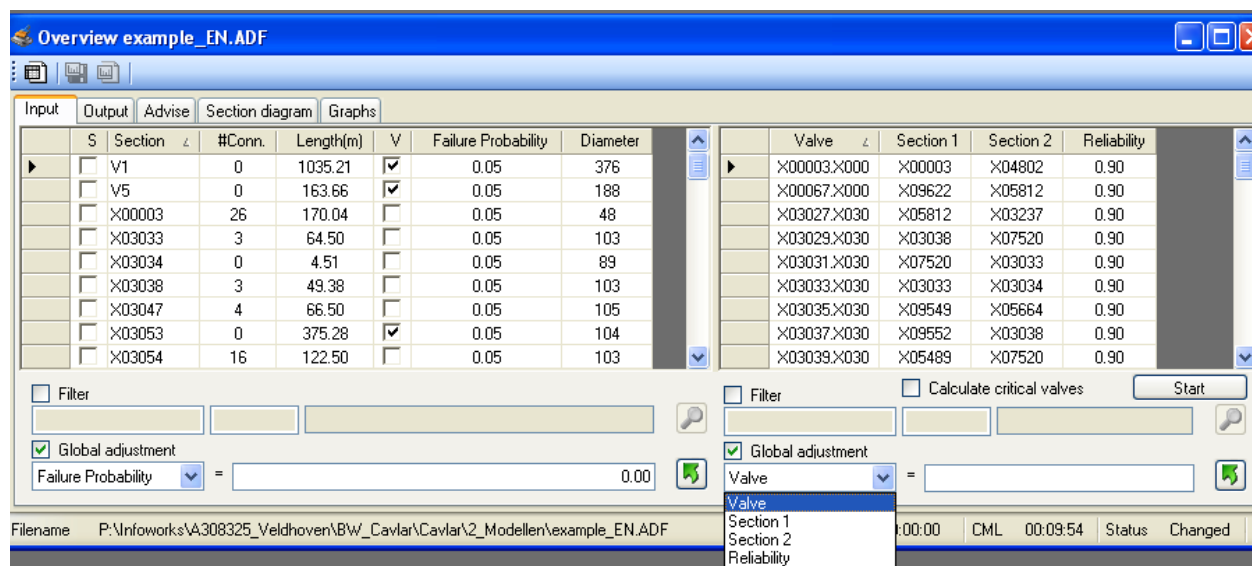 Overview example_EN.ADF
Input Output Advise Section diagram Graphs
S Section #Conn. Length(m) V Failure Probability Diameter Valve Section 1 Section 2 Reliability
V1 0 1035.21 0.05 376 X00003.X000 X00003 X04802 0.90
V5 0 163.66 0.05 188 X00067.X000 X09622 X05812 0.90
X00003 26 170.04 0.05 48 X03027.X030 X05812 X03237 0.90
X03033 3 64.50 0.05 103 X03029.X030 X03038 X07520 0.90
X03034 0 4.51 0.05 89 X03031.X030 X07520 X03033 0.90
X03038 3 49.38 0.05 103 X03033.X030 X03033 X03034 0.90
X03047 4 66.50 0.05 105 X03035.X030 X09549 X05664 0.90
X03053 0 375.28 0.05 104 X03037.X030 X09552 X03038 0.90
X03054 16 122.50 0.05 103 X03039.X030 X05489 X07520 0.90
Filter Filter Calculate critical valves Start
Global adjustment Global adjustment
Failure Probability = 0.00 Valve =
Valve
Section 1
Section 2
Reliability
Filename P:\Infoworks\A308325_Veldhoven\BW_Cavlar\Cavlar\2_Modellen\example_EN.ADF :00:00 CML 00:09:54 Status Changed